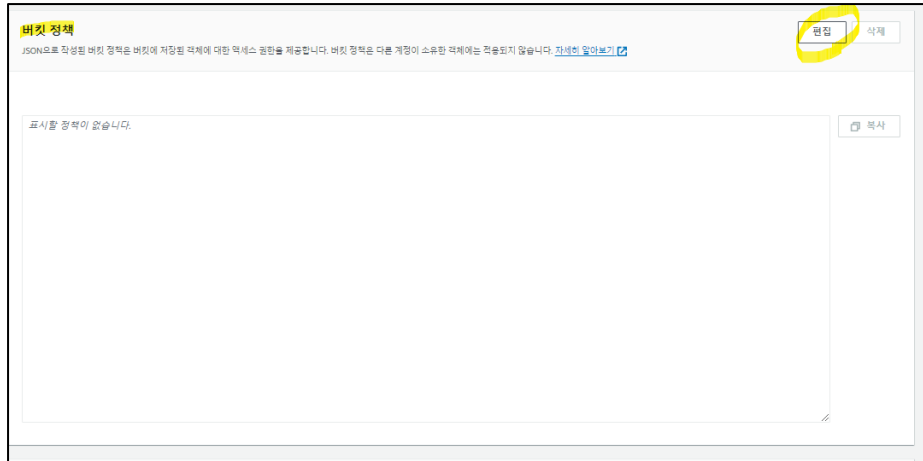 버킷 정책
편집
삭제
JSON으로 작성된 버킷 정책은 버킷에 저장된 객체에 대한 액세스 권한을 제공합니다. 버킷 정책은 다른 계정이 소유한 객체에는 적용되지 않습니다. 자세히 알아보기
표시할 정책이 없습니다.
복사